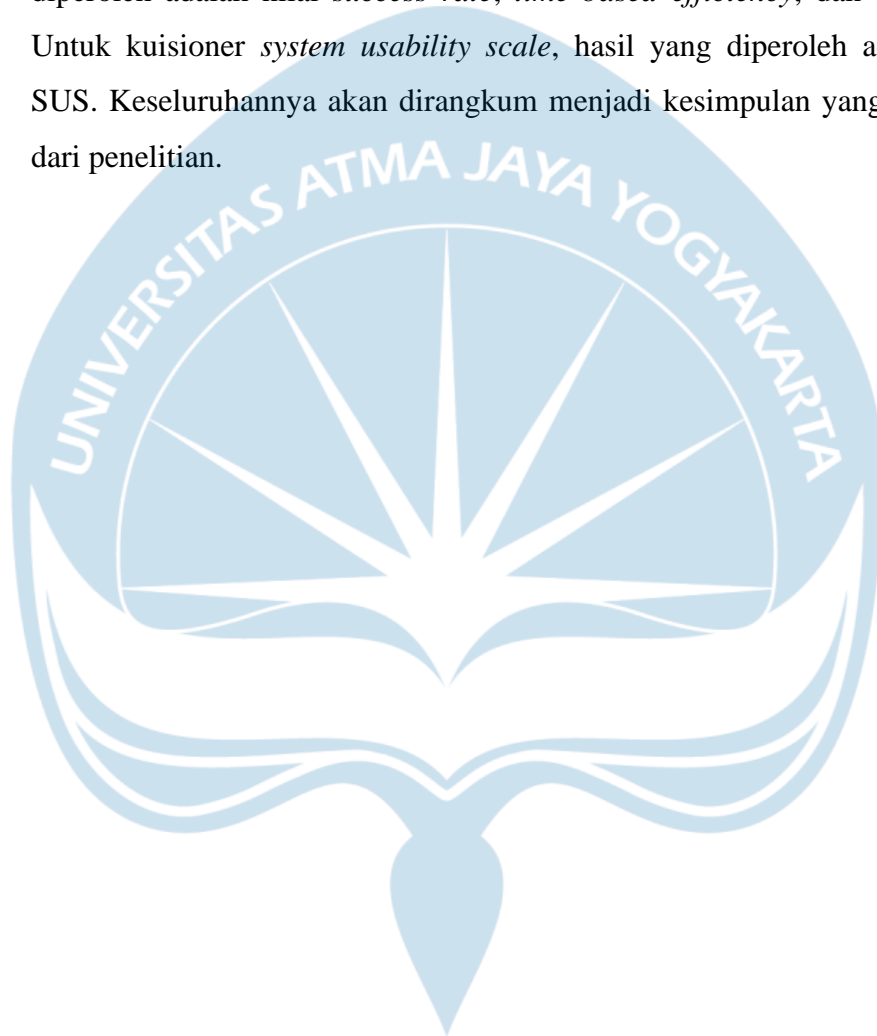 diperoleh adalah nilai success rate, time based efficiency, dan
Untuk kuisioner system usability scale, hasil yang diperoleh a
SUS. Keseluruhannya akan dirangkum menjadi kesimpulan yang
dari penelitian.
UNIVERSITAS ATMA JAYA YOGYAKARTA